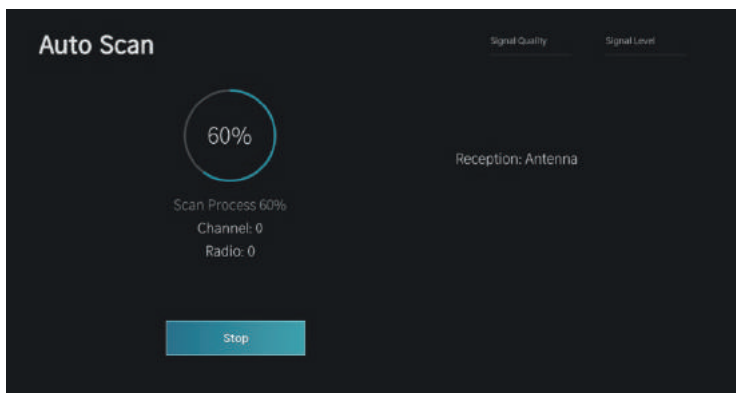 Auto Scan
Signal Quality
Signal Level
60%
Reception: Antenna
Scan Process 60%
Channel: 0
Radio: 0
Stop